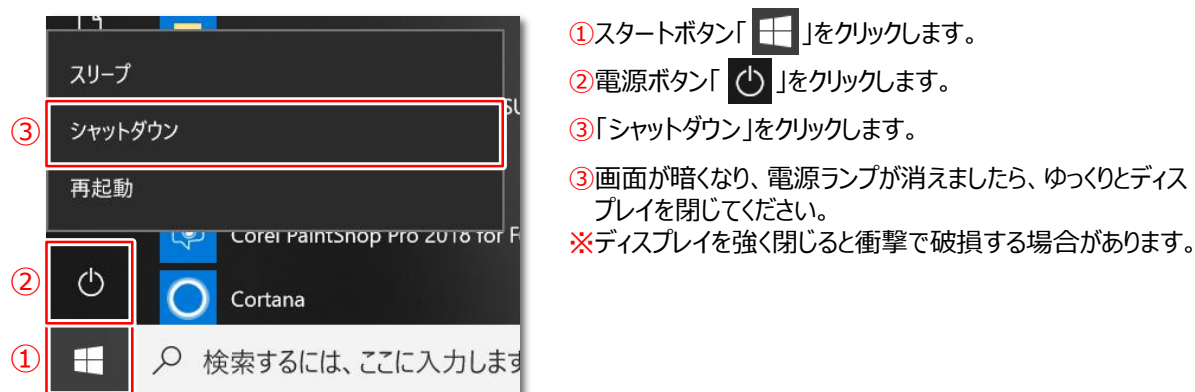 スリープ
③
シャットダウン
再起動
Corel PaintShop Pro 2018 for F
②
Cortana
①
検索するには、ここに入力します
①スタートボタン「 」をクリックします。
②電源ボタン「 」をクリックします。
③「シャットダウン」をクリックします。
③画面が暗くなり、電源ランプが消えましたら、ゆっくりとディス
プレイを閉じてください。
※ディスプレイを強く閉じると衝撃で破損する場合があります。